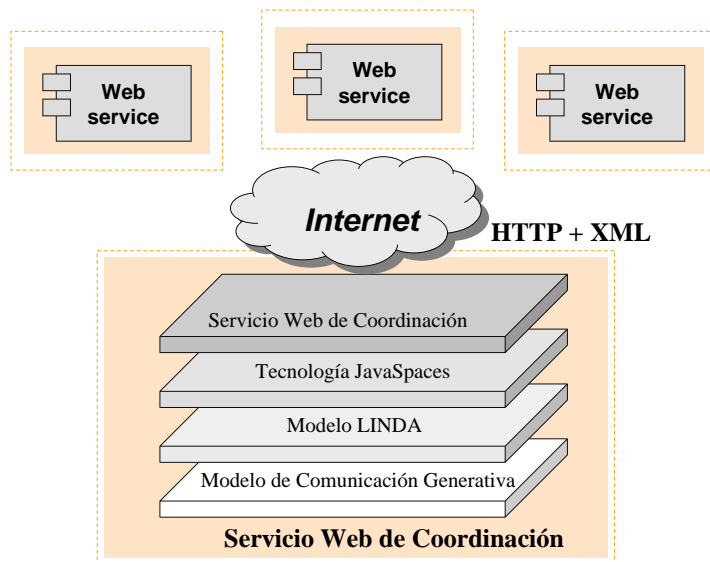 Web
service
Web
service
Web
service
Internet
HTTP + XML
Servicio Web de Coordinación
Tecnología JavaSpaces
Modelo LINDA
Modelo de Comunicación Generativa
Servicio Web de Coordinación